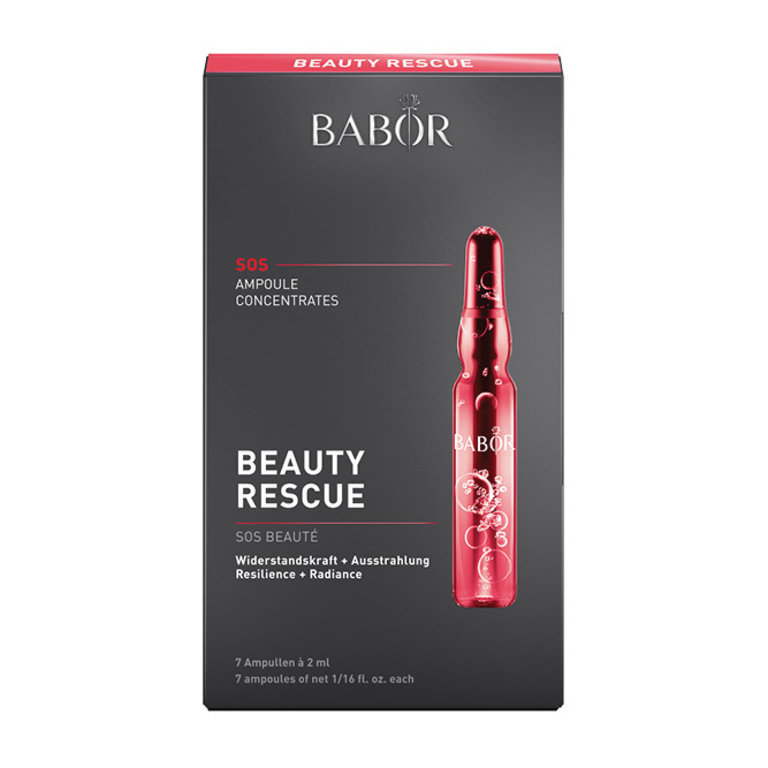 BEAUTY RESCUE
BABOR
SOS
AMPOULE
CONCENTRATES
BABOR
BEAUTY
RESCUE
SOS BEAUTÉ
Widerstandskraft + Ausstrahlung
Resilience + Radiance
7 Ampullen à 2 ml
7 ampoules of net 1/16 fl. oz. each